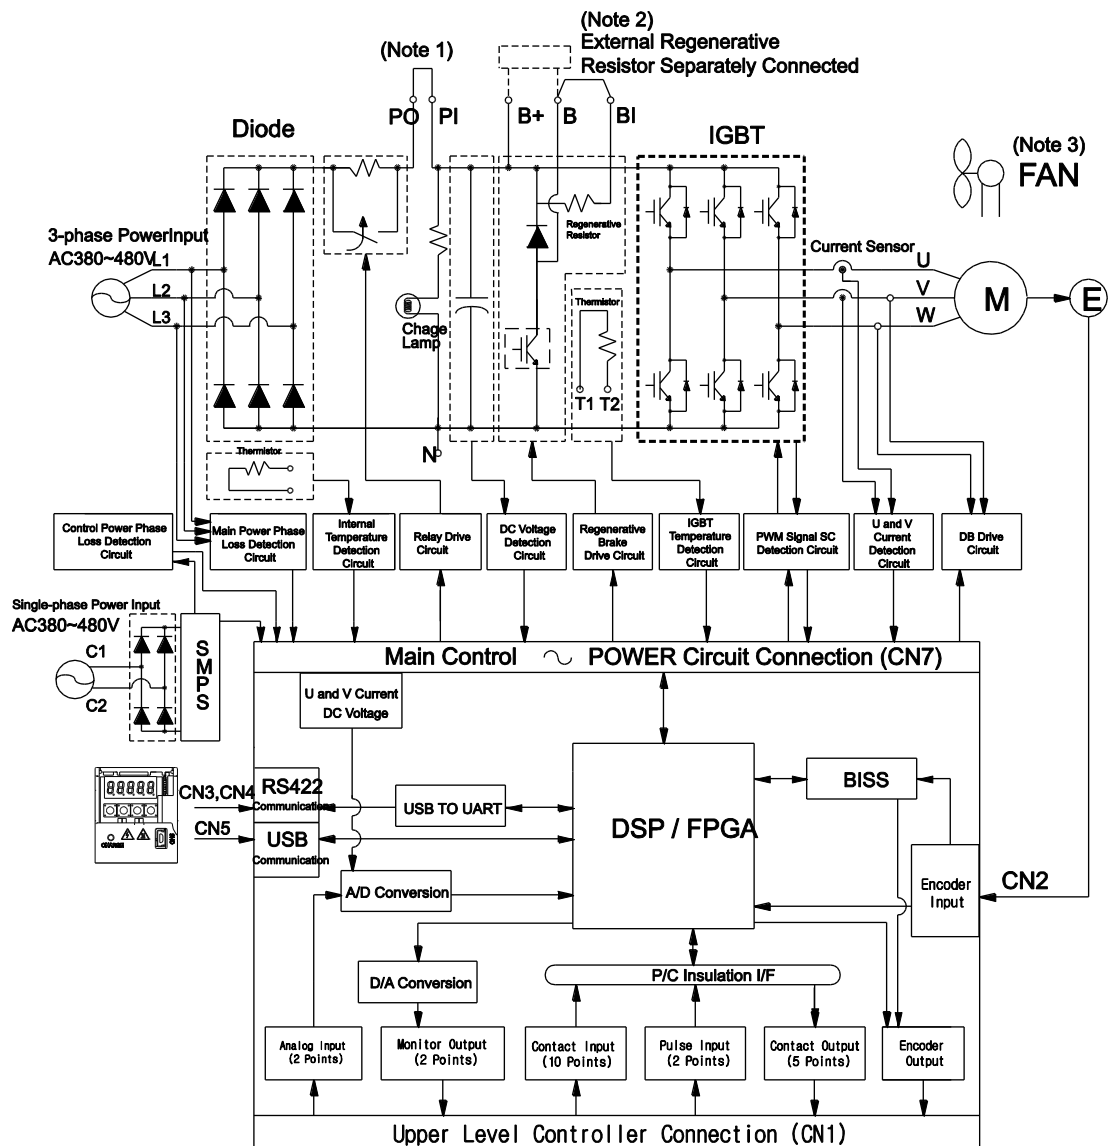 (Note 2)
External Regenerative
Resistor Separately Connected
(Note 1)
PO
PI
B+
B
BI
Diode
IGBT
(Note 3)
FAN
3-phase PowerInput
AC380~480V
L1
L2
L3
Regenerative
Resistor
Current Sensor
U
V
W
M
E
Chage
Lamp
Thermistor
T1
T2
N
Thermistor
Control Power Phase
Loss Detection
Circuit
Main Power Phase
Loss Detection
Circuit
Internal
Temperature
Detection
Circuit
Relay Drive
Circuit
DC Voltage
Detection
Circuit
Regenerative
Brake
Drive Circuit
IGBT
Temperature
Detection
Circuit
PWM Signal SC
Detection Circuit
U and V
Current
Detection
Circuit
DB Drive
Circuit
Single-phase Power Input
AC380~480V
C1
C2
SMPS
Main Control
POWER Circuit Connection (CN7)
U and V Current
DC Voltage
CN3,CN4
RS422
Communications
USB TO UART
CN5
USB
Communication
CHARGE
DSP / FPGA
BISS
A/D Conversion
Encoder
Input
CN2
D/A Conversion
P/C Insulation I/F
Analog Input
(2 Points)
Monitor Output
(2 Points)
Contact Input
(10 Points)
Pulse Input
(2 Points)
Contact Output
(5 Points)
Encoder
Output
Upper Level Controller Connection (CN1)